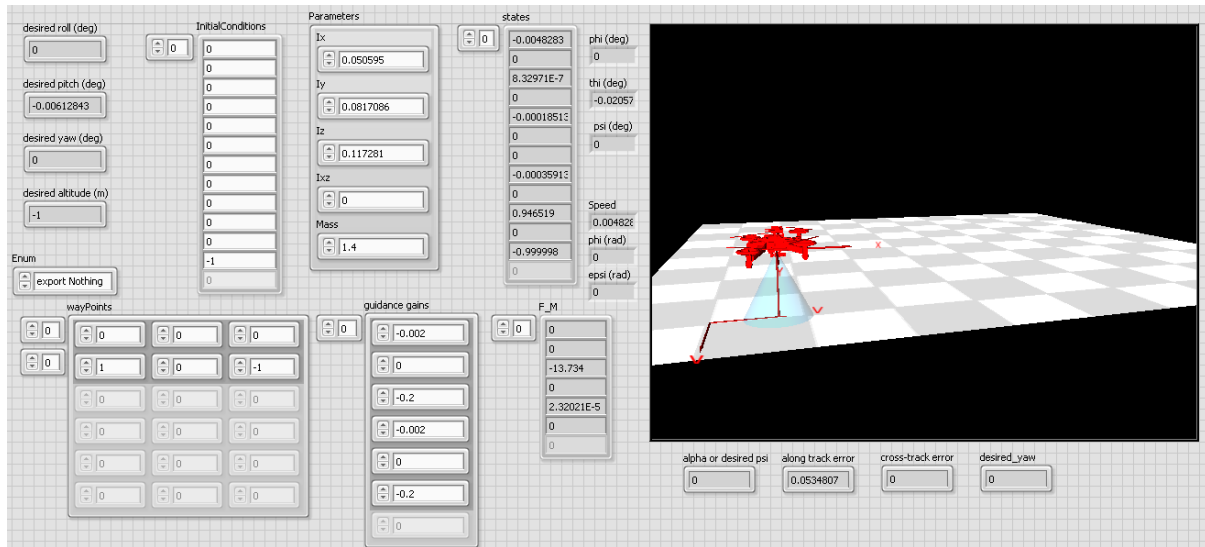 desired roll (deg)
0
desired pitch (deg)
-0.00612843
desired yaw (deg)
0
desired altitude (m)
-1
Enum
export Nothing
InitialConditions
0
0
0
0
0
0
0
0
0
0
0
0
-1
0
Parameters
Ix
0.050595
Iy
0.0817086
Iz
0.117281
Ixz
0
Mass
1.4
states
0
-0.0048283
0
8.32971E-7
0
-0.00018513
0
0
-0.00035913
0
0.946519
0
-0.999998
0
phi (deg)
0
thi (deg)
-0.02057
psi (deg)
0
Speed
0.00482
phi (rad)
0
epsi (rad)
0
X
wayPoints
0
0
0 0 0
1 0 -1
0 0 0
0 0 0
0 0 0
0 0 0
guidance gains
0
-0.002
0
-0.2
-0.002
0
-0.2
0
F_M
0
0
0
-13.734
0
2.32021E-5
0
0
alpha or desired psi
0
along track error
0.0534807
cross-track error
0
desired_yaw
0